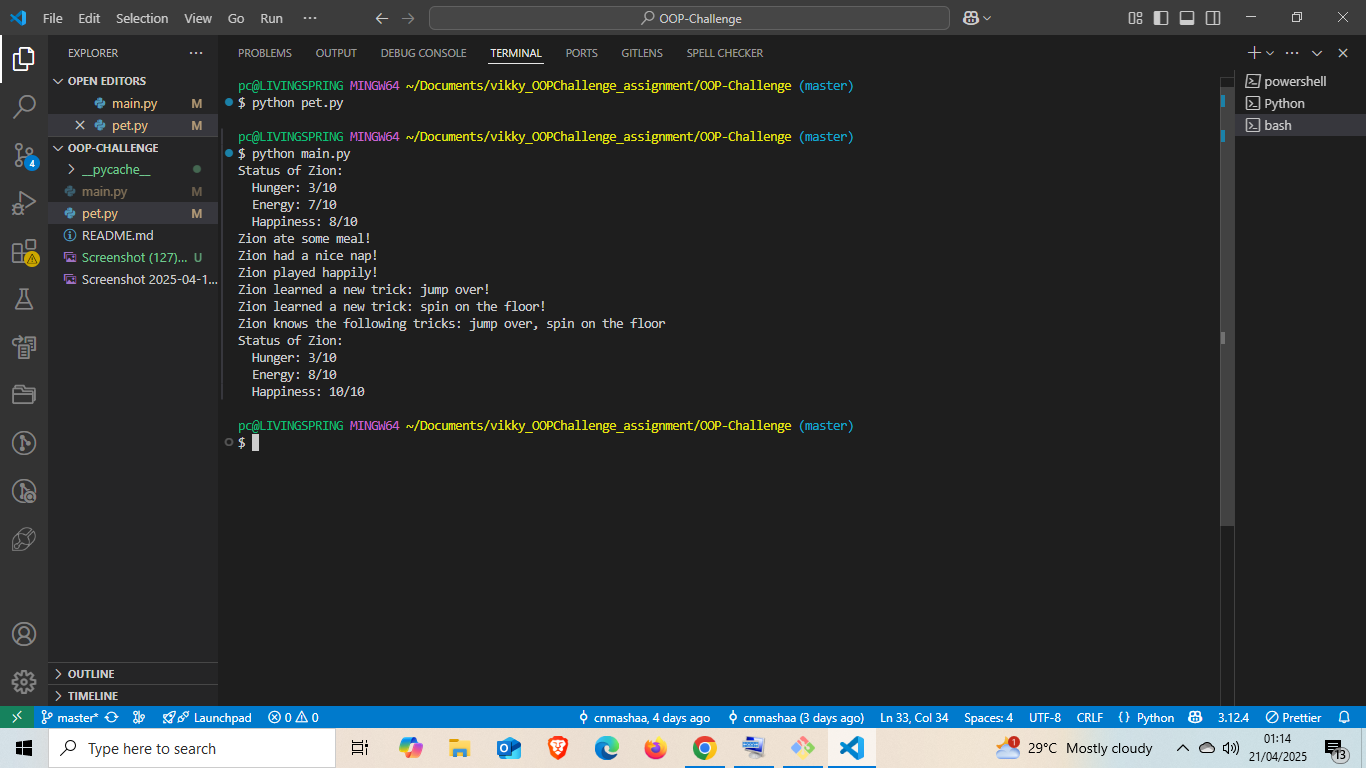 File Edit Selection View Go Run ··· OOP-Challenge
EXPLORER ···
OPEN EDITORS
main.py M
pet.py M
OOP-CHALLENGE
__pycache__
main.py M
pet.py M
README.md
Screenshot (127)... U
Screenshot 2025-04-1...
OUTLINE
TIMELINE
4
PROBLEMS OUTPUT DEBUG CONSOLE TERMINAL PORTS GITLENS SPELL CHECKER
pc@LIVINGSPRING MINGW64 ~/Documents/vikky_OOPChallenge_assignment/OOP-Challenge (master)
$ python pet.py
pc@LIVINGSPRING MINGW64 ~/Documents/vikky_OOPChallenge_assignment/OOP-Challenge (master)
$ python main.py
Status of Zion:
Hunger: 3/10
Energy: 7/10
Happiness: 8/10
Zion ate some meal!
Zion had a nice nap!
Zion played happily!
Zion learned a new trick: jump over!
Zion learned a new trick: spin on the floor!
Zion knows the following tricks: jump over, spin on the floor
Status of Zion:
Hunger: 3/10
Energy: 8/10
Happiness: 10/10
pc@LIVINGSPRING MINGW64 ~/Documents/vikky_OOPChallenge_assignment/OOP-Challenge (master)
$
powershell
Python
bash
master* Launchpad 0 0 cnmashaa, 4 days ago cnmashaa (3 days ago) Ln 33, Col 34 Spaces: 4 UTF-8 CRLF {} Python 3.12.4 Prettier
Type here to search 1 29°C Mostly cloudy 01:14
21/04/2025
13